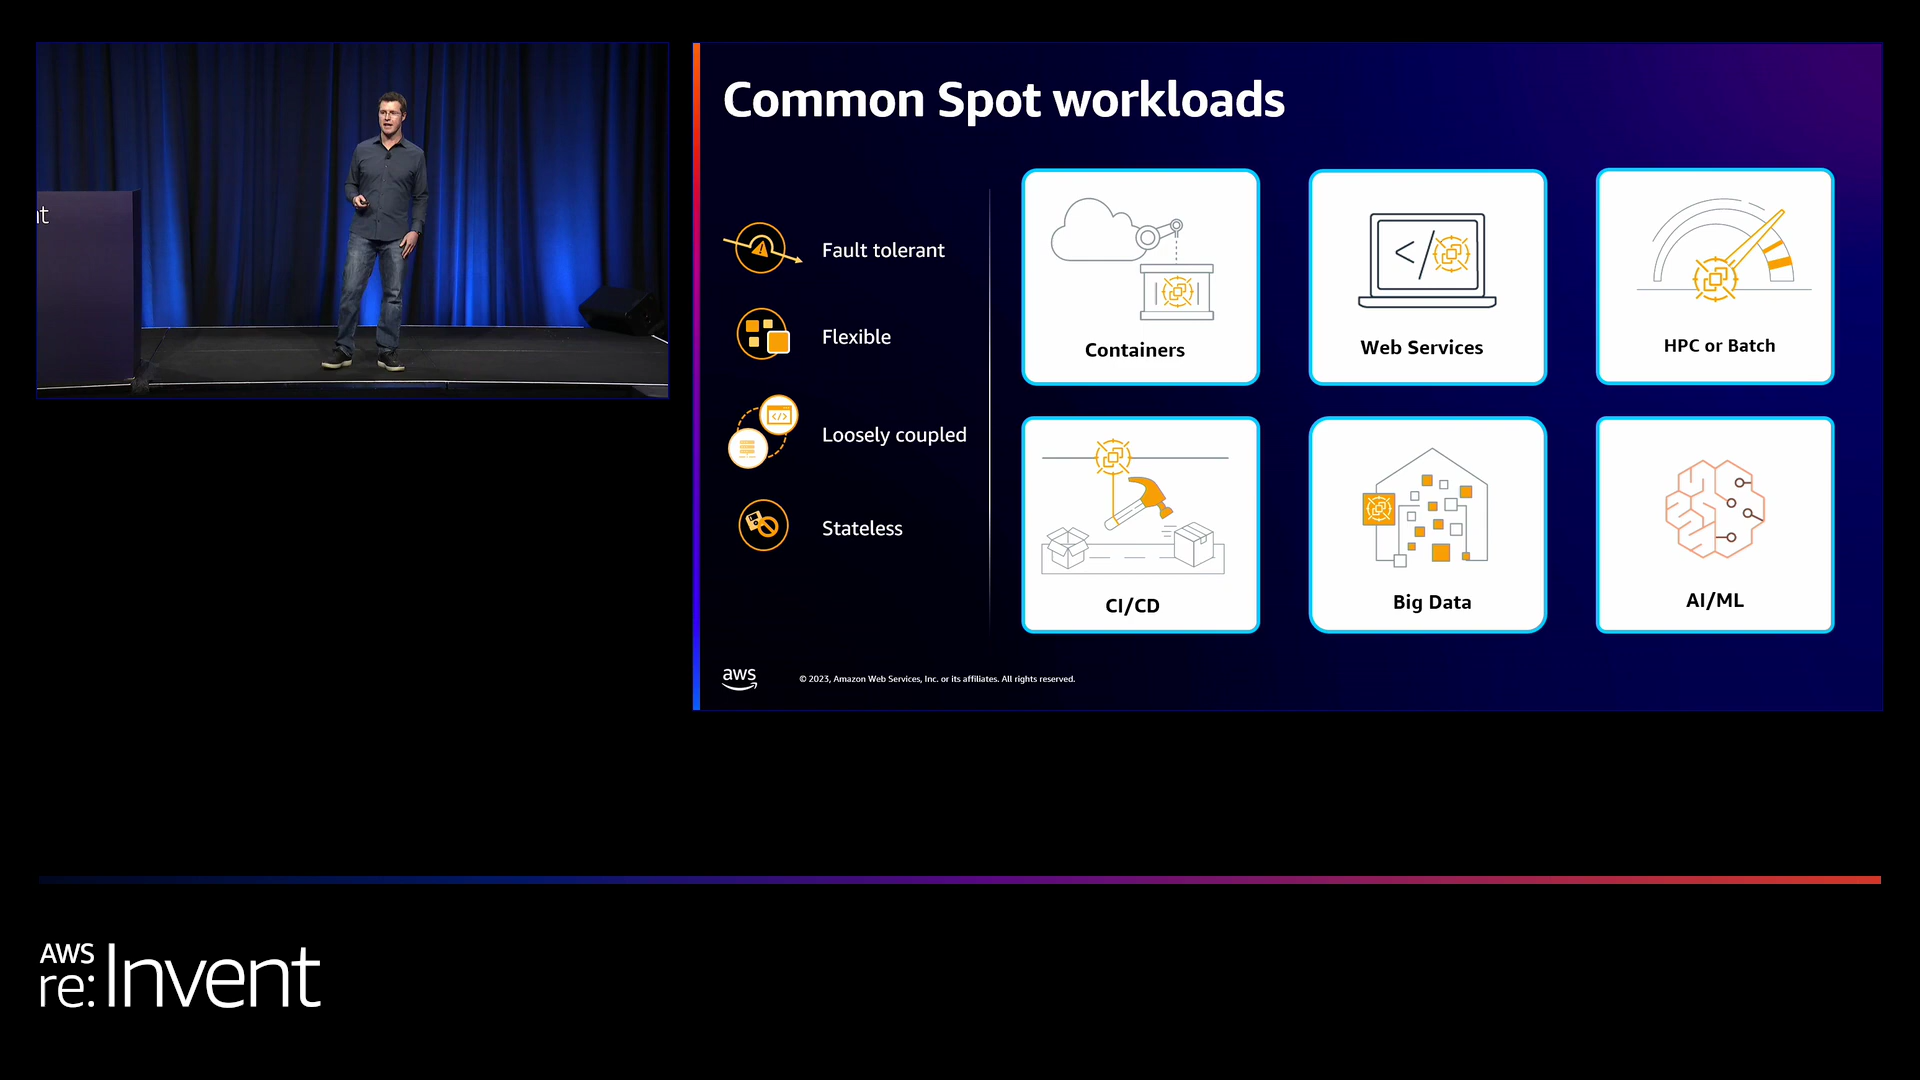 nt
Common Spot workloads
Fault tolerant
Flexible
Loosely coupled
Stateless
Containers
</>
Web Services
HPC or Batch
CI/CD
Big Data
AI/ML
</>
aws
© 2023, Amazon Web Services, Inc. or its affiliates. All rights reserved.
AWS
re:Invent